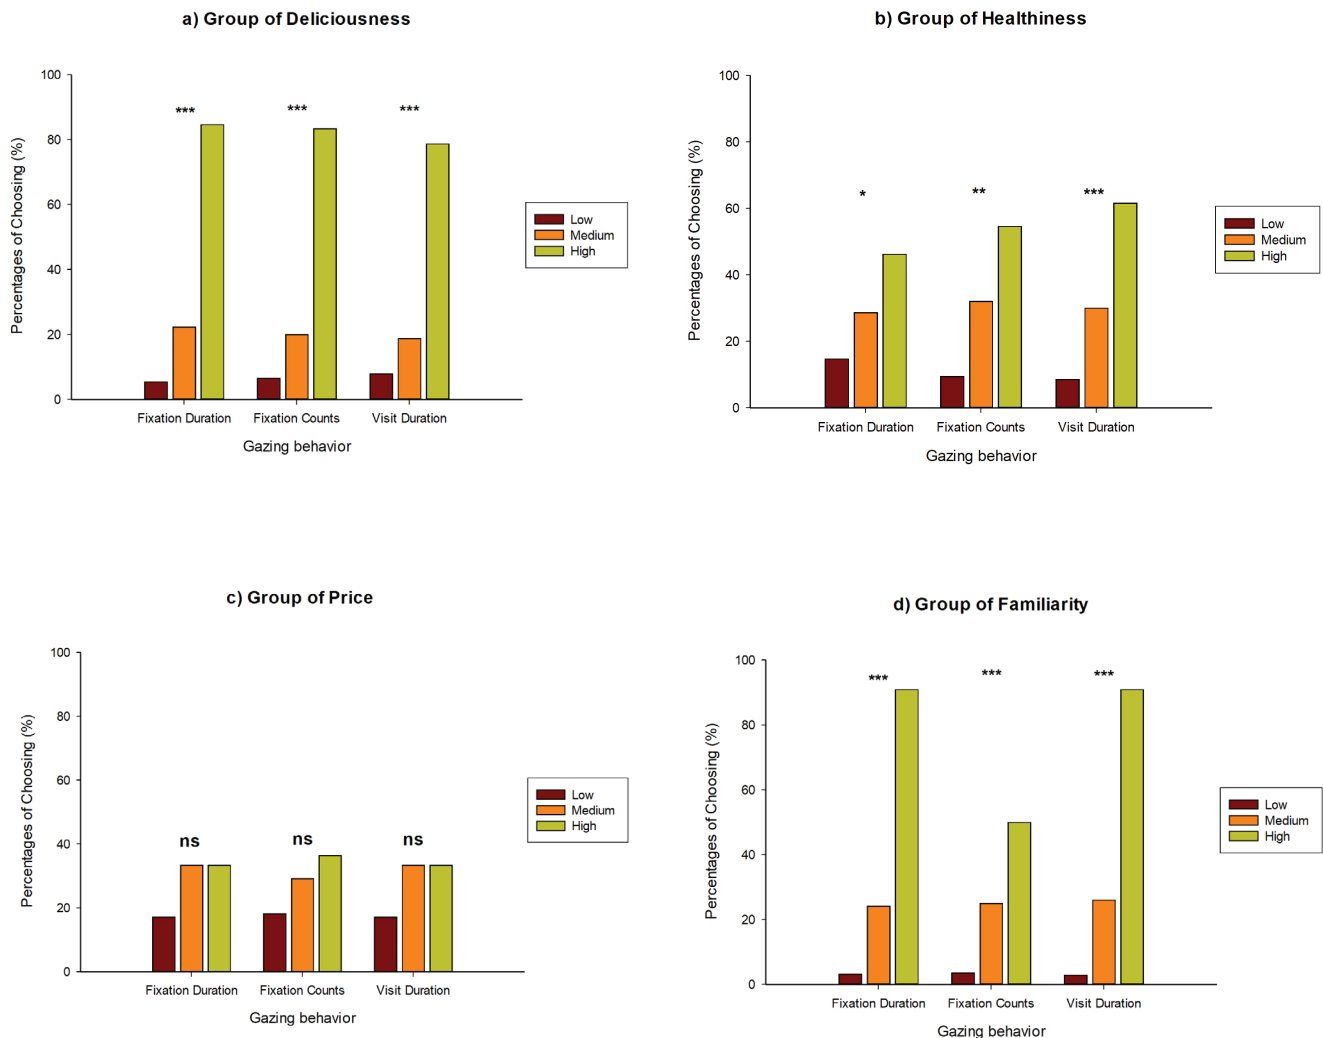 a) Group of Deliciousness
100
80
60
40
20
0
Percentages of Choosing (%)
***
***
***
Fixation Duration
Fixation Counts
Visit Duration
Gazing behavior
Low
Medium
High
b) Group of Healthiness
100
80
60
40
20
0
Percentages of Choosing (%)
*
**
***
Fixation Duration
Fixation Counts
Visit Duration
Gazing behavior
Low
Medium
High
c) Group of Price
100
80
60
40
20
0
Percentages of Choosing (%)
ns
ns
ns
Fixation Duration
Fixation Counts
Visit Duration
Gazing behavior
Low
Medium
High
d) Group of Familiarity
100
80
60
40
20
0
Percentages of Choosing (%)
***
***
***
Fixation Duration
Fixation Counts
Visit Duration
Gazing behavior
Low
Medium
High